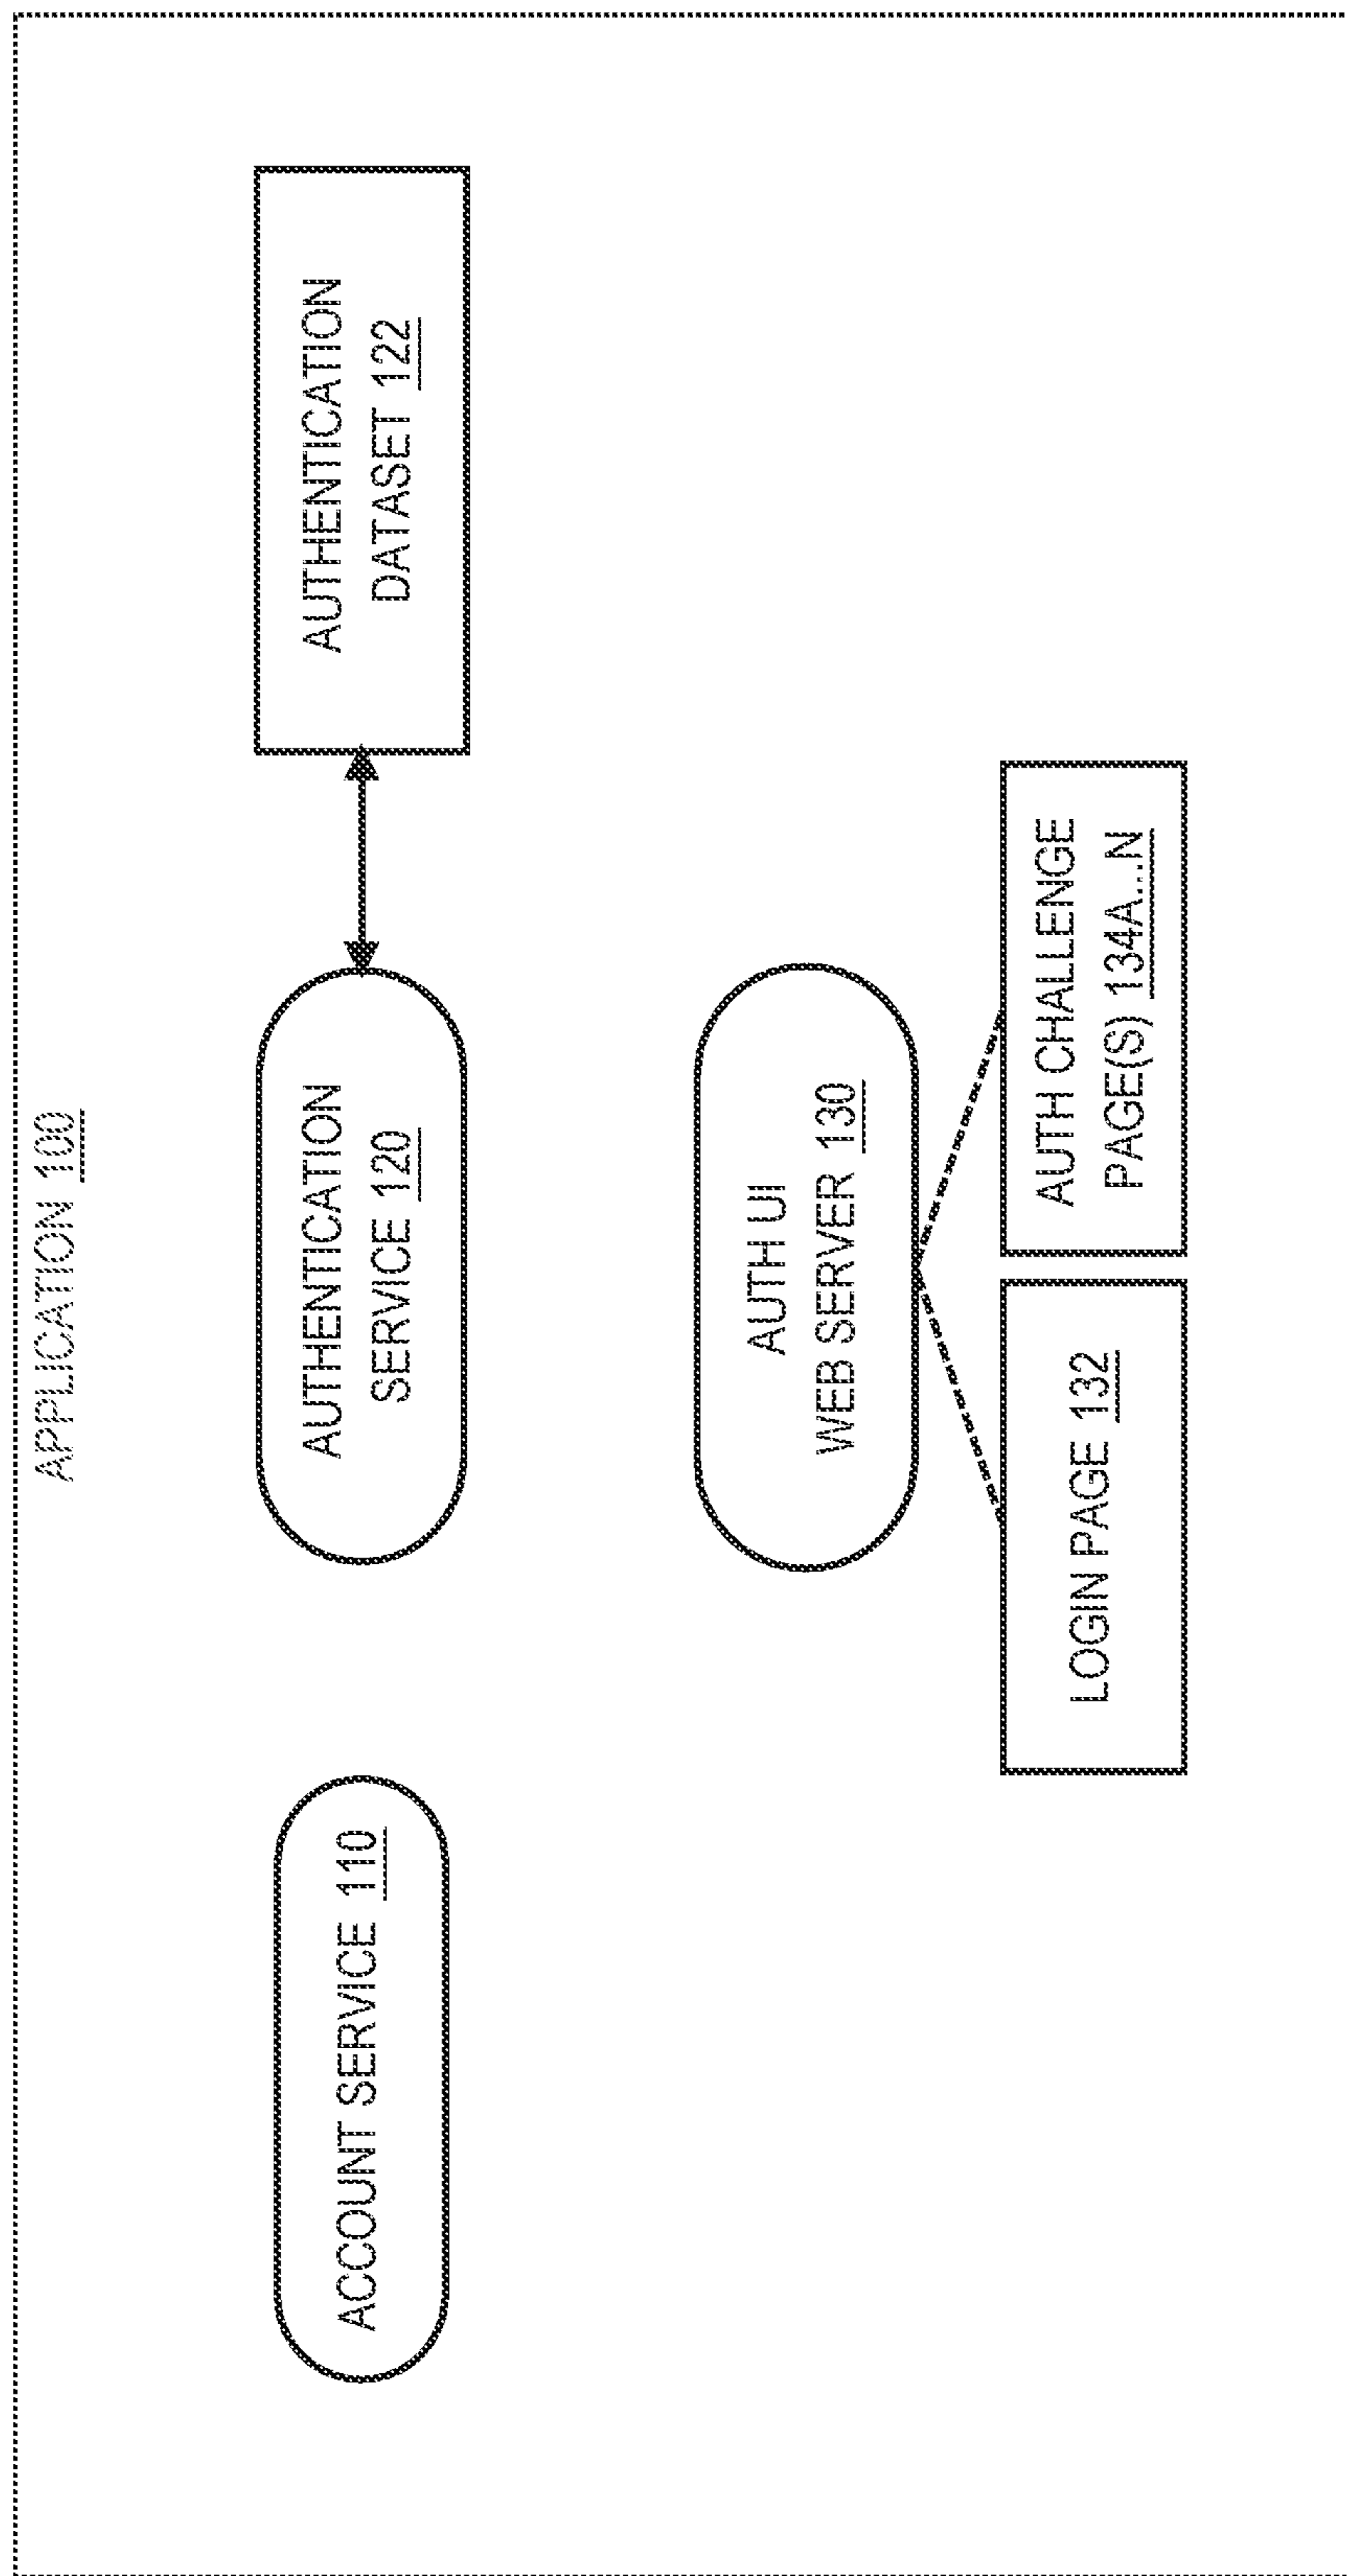 APPLICATION 100
ACCOUNT SERVICE 110
AUTHENTICATION
SERVICE 120
AUTHENTICATION
DATASET 122
AUTH UI
WEB SERVER 130
LOGIN PAGE 132
AUTH CHALLENGE
PAGE(S) 134A...N